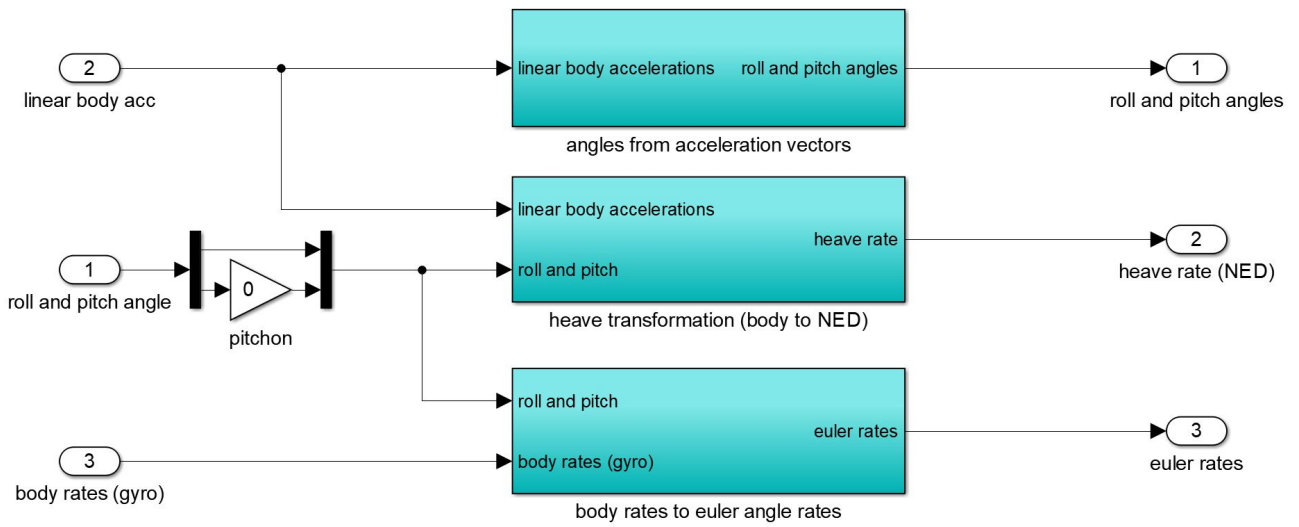 2
linear body acc
linear body accelerations
roll and pitch angles
angles from acceleration vectors
1
roll and pitch angles
linear body accelerations
heave rate
roll and pitch
heave transformation (body to NED)
2
heave rate (NED)
1
roll and pitch angle
0
pitchon
roll and pitch
euler rates
body rates (gyro)
body rates to euler angle rates
3
euler rates
3
body rates (gyro)